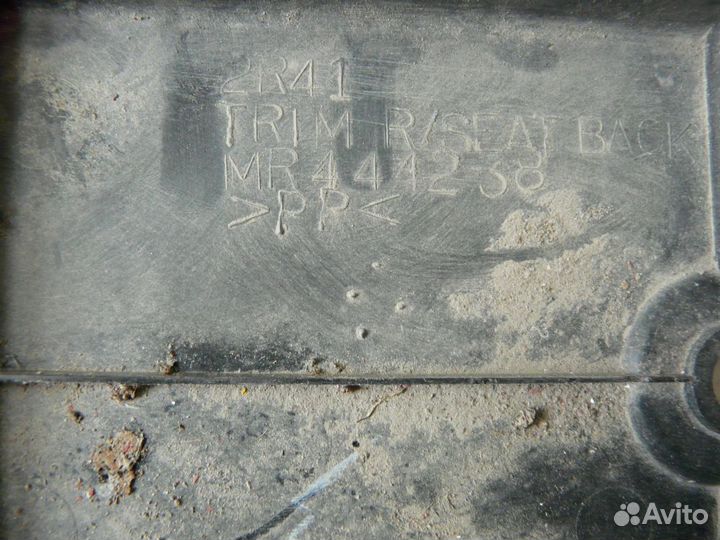 2R41
TRIM R/SEAT BACK
MR444238
>PP<
Avito